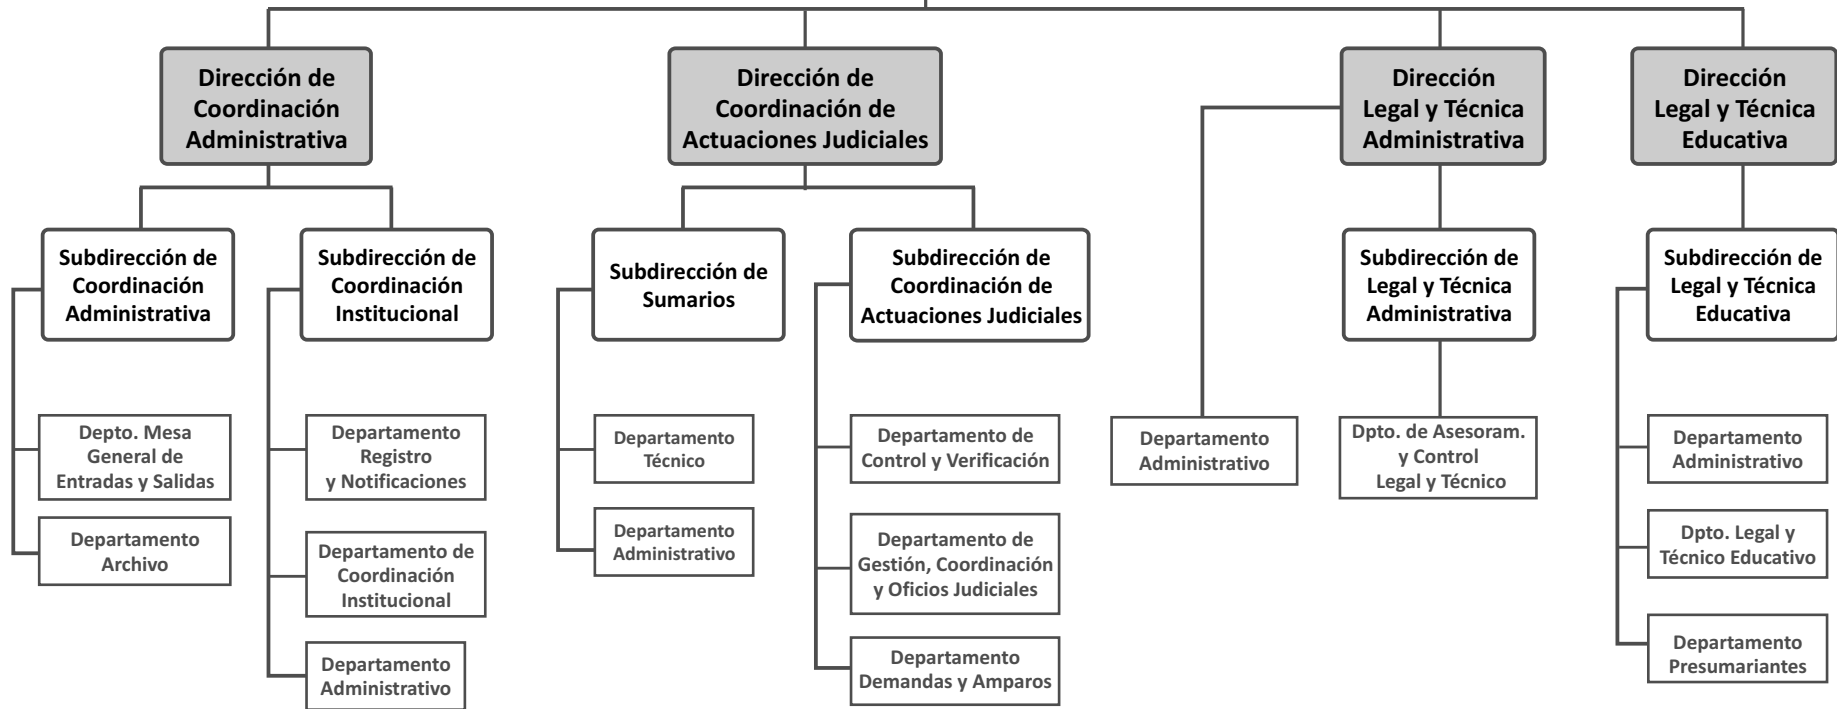 Dirección de
Coordinación
Administrativa
Dirección de
Coordinación de
Actuaciones Judiciales
Dirección
Legal y Técnica
Administrativa
Dirección
Legal y Técnica
Educativa
Subdirección de
Coordinación
Administrativa
Subdirección de
Coordinación
Institucional
Subdirección de
Sumarios
Subdirección de
Coordinación de
Actuaciones Judiciales
Subdirección de
Legal y Técnica
Administrativa
Subdirección de
Legal y Técnica
Educativa
Depto. Mesa
General de
Entradas y Salidas
Departamento
Registro
y Notificaciones
Departamento
Técnico
Departamento de
Control y Verificación
Departamento
Administrativo
Dpto. de Asesoram.
y Control
Legal y Técnico
Departamento
Administrativo
Departamento
Archivo
Departamento de
Coordinación
Institucional
Departamento
Administrativo
Departamento de
Gestión, Coordinación
y Oficios Judiciales
Dpto. Legal y
Técnico Educativo
Departamento
Administrativo
Departamento
Demandas y Amparos
Departamento
Presumariantes